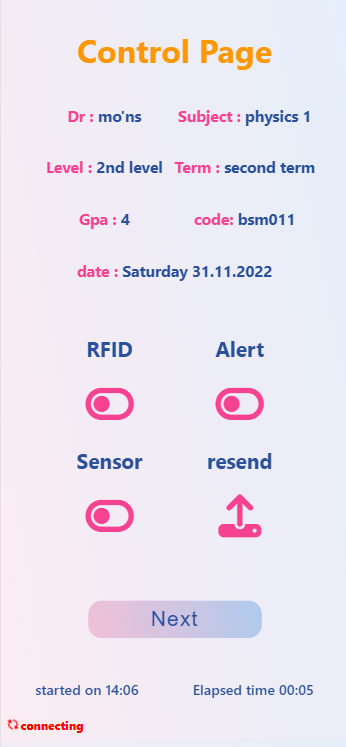 Control Page
Dr : mo'ns Subject : physics 1
Level : 2nd level Term : second term
Gpa : 4 code: bsm011
date : Saturday 31.11.2022
RFID Alert
Sensor resend
Next
started on 14:06 Elapsed time 00:05
connecting